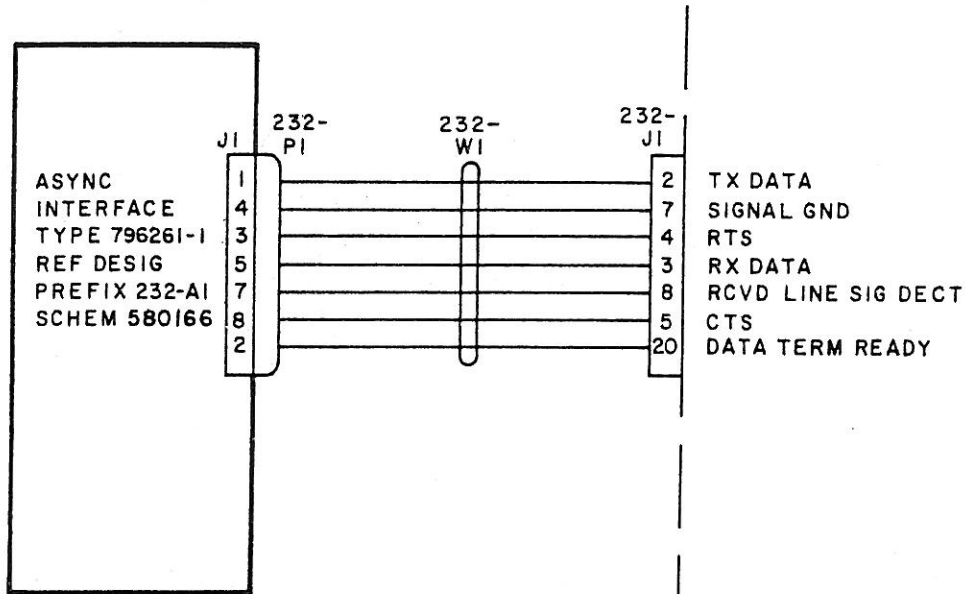 232-
P1
232-
W1
232-
J1
J1
ASYNC 1 2 TX DATA
INTERFACE 4 7 SIGNAL GND
TYPE 796261-1 3 4 RTS
REF DESIG 5 3 RX DATA
PREFIX 232-A1 7 8 RCVD LINE SIG DECT
SCHEM 580166 8 5 CTS
2 20 DATA TERM READY